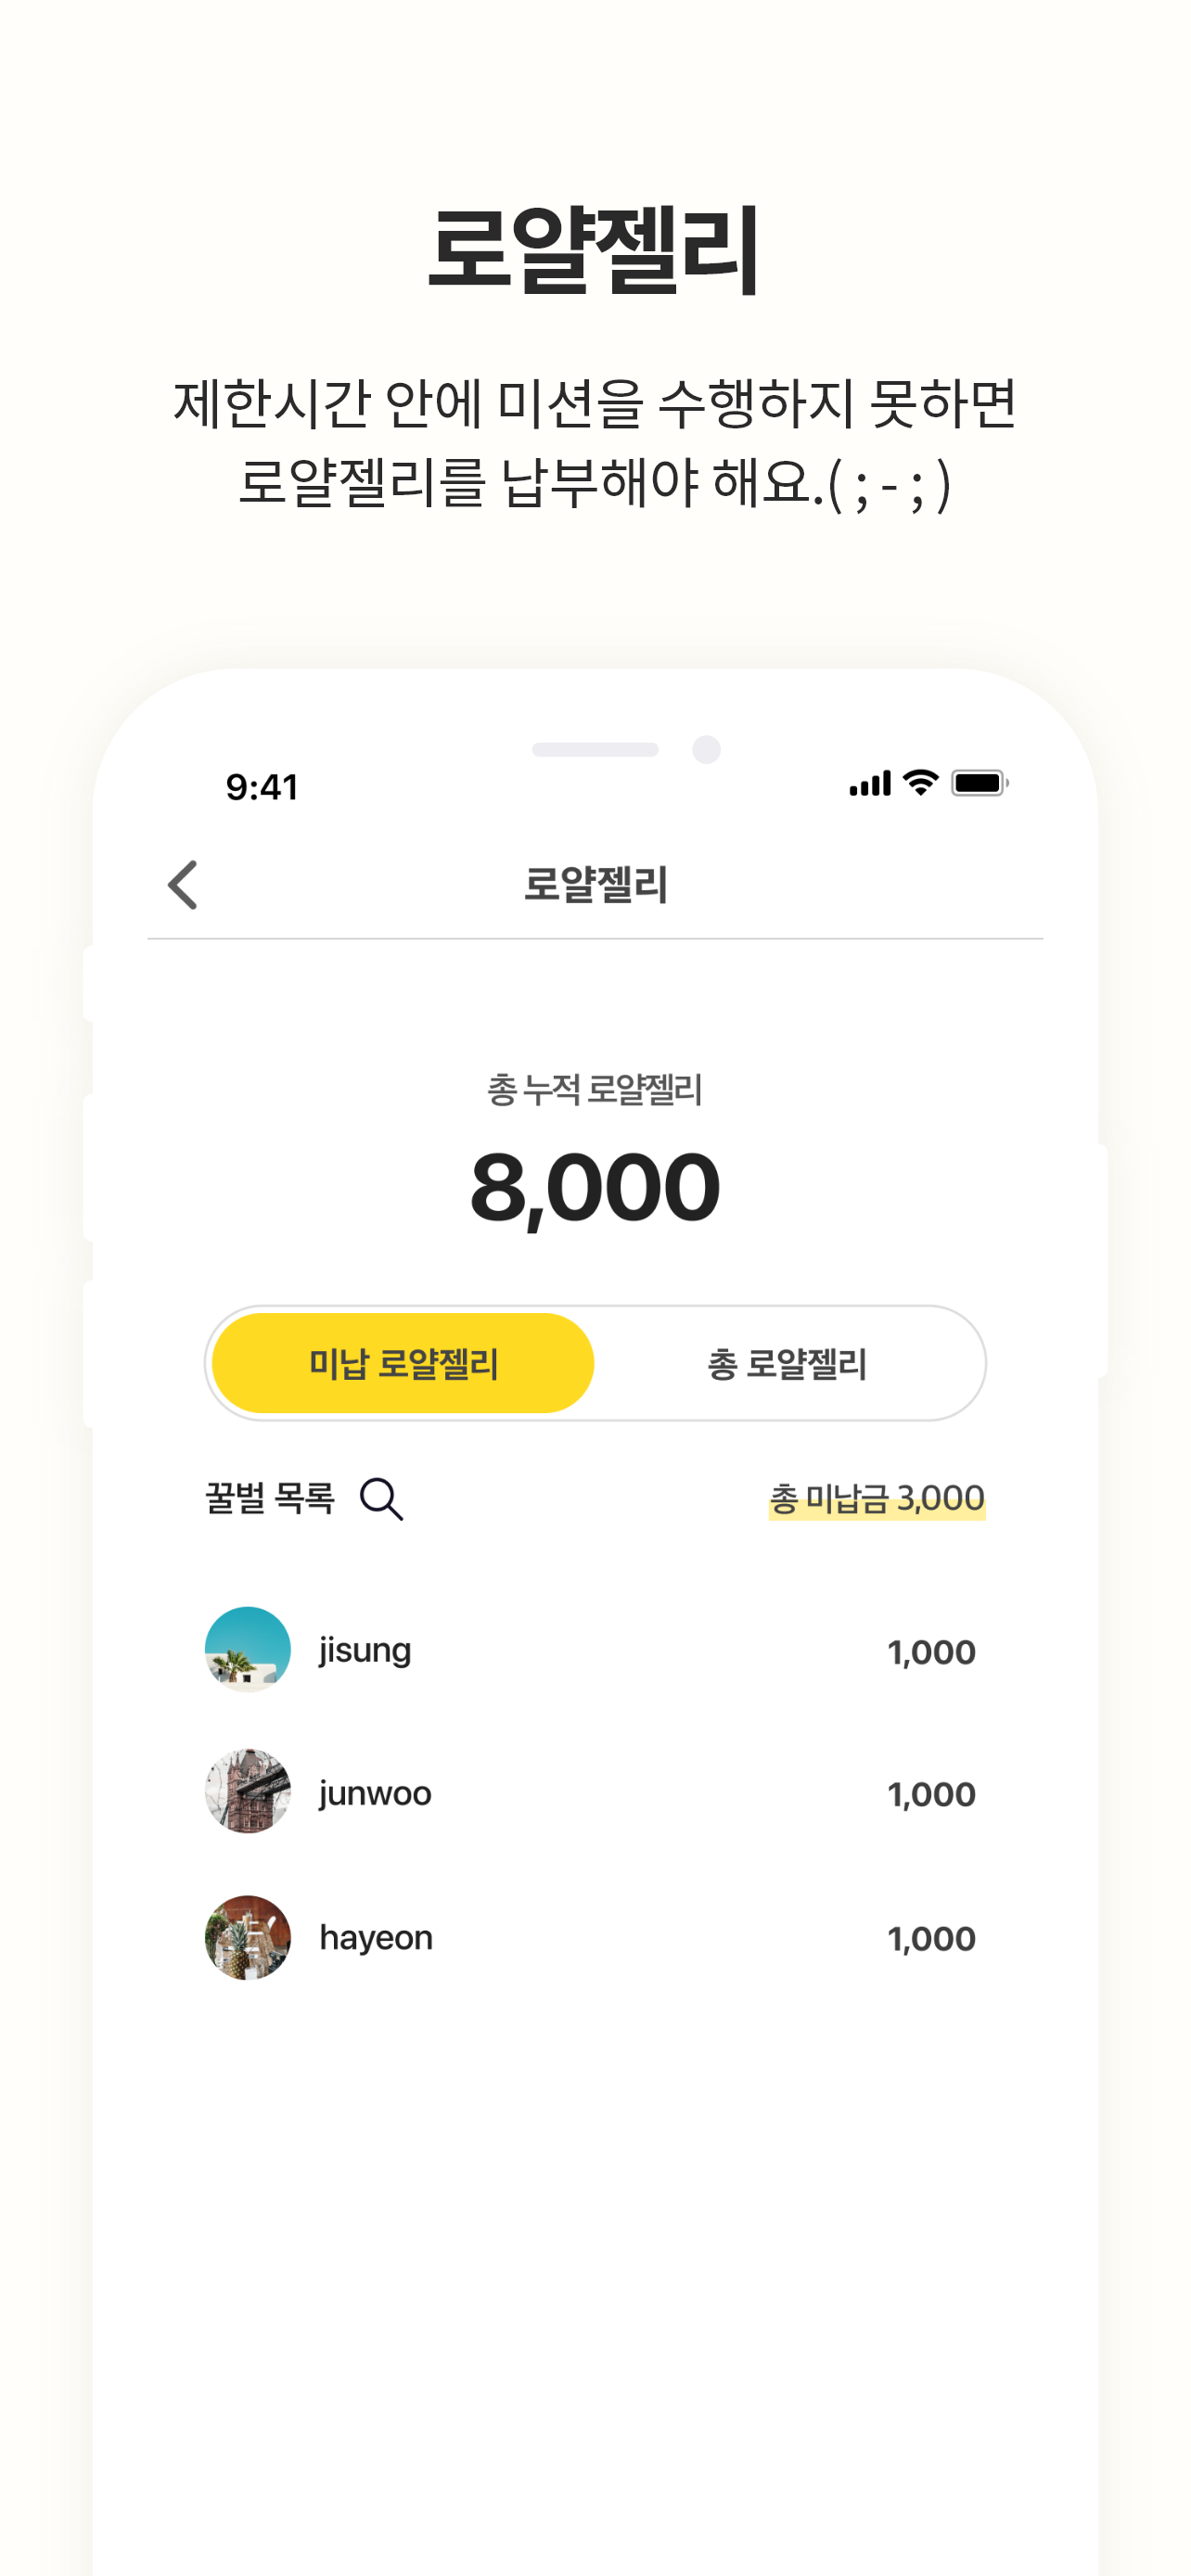 로얄젤리
제한시간 안에 미션을 수행하지 못하면
로얄젤리를 납부해야 해요.( ; - ; )
9:41
로얄젤리
총 누적 로얄젤리
8,000
미납 로얄젤리 총 로얄젤리
꿀벌 목록 총 미납금 3,000
jisung 1,000
junwoo 1,000
hayeon 1,000